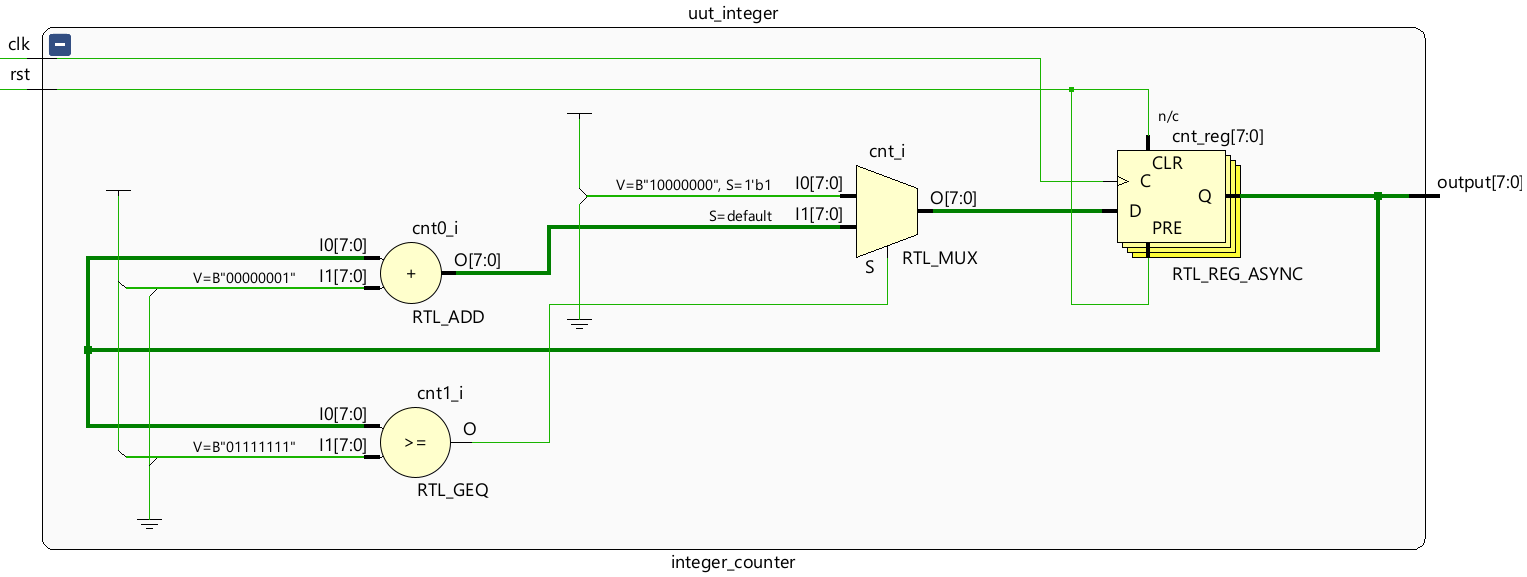 uut_integer
clk
rst
n/c
cnt_reg[7:0]
cnt_i
CLR
V=B"10000000", S=1'b1
I0[7:0]
C
output[7:0]
O[7:0]
Q
S=default
I1[7:0]
D
cnt0_i
PRE
I0[7:0]
O[7:0]
S
RTL_MUX
+
V=B"00000001"
I1[7:0]
RTL_REG_ASYNC
RTL_ADD
cnt1_i
I0[7:0]
O
>=
V=B"01111111"
I1[7:0]
RTL_GEQ
integer_counter